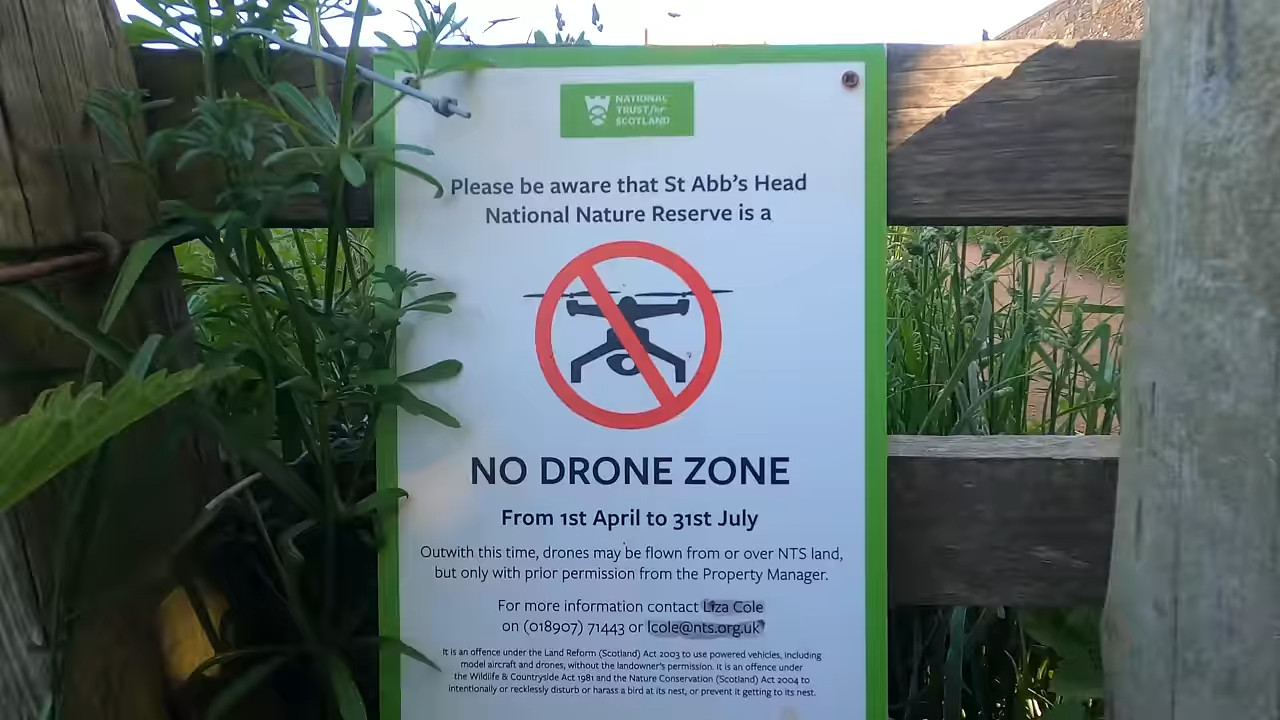 NATIONAL
TRUST for
SCOTLAND
Please be aware that St Abb's Head
National Nature Reserve is a
NO DRONE ZONE
From 1st April to 31st July
Outwith this time, drones may be flown from or over NTS land,
but only with prior permission from the Property Manager.
For more information contact Liza Cole
on (018907) 71443 or lcole@nts.org.uk
It is an offence under the Land Reform (Scotland) Act 2003 to use powered vehicles, including
model aircraft and drones, without the landowner's permission. It is an offence under
the Wildlife & Countryside Act 1981 and the Nature Conservation (Scotland) Act 2004 to
intentionally or recklessly disturb or harass a bird at its nest, or prevent it getting to its nest.